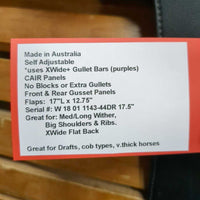 Made in Australia
Self Adjustable
*uses XWide+ Gullet Bars (purples)
CAIR Panels
No Blocks or Extra Gullets
Front & Rear Gusset Panels
Flaps: 17"L x 12.75"
Serial: W 18 01 1143-44DR 17.5"
Great for: Med/Long Wither,
Big Shoulders & Ribs.
XWide Flat Back
Great for Drafts, cob types, v.thick horses